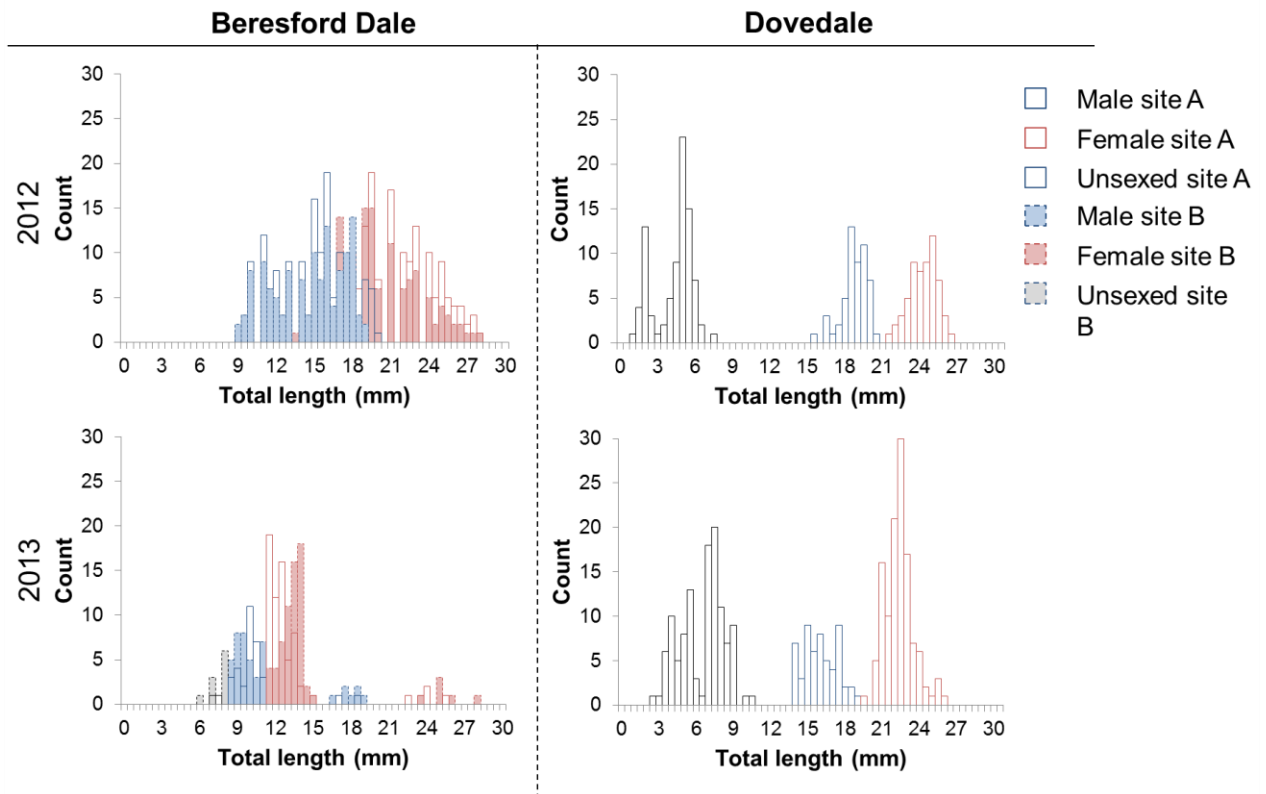 Beresford Dale
Dovedale
2012
Count
30
25
20
15
10
5
0
0 3 6 9 12 15 18 21 24 27 30
Total length (mm)
Count
30
25
20
15
10
5
0
0 3 6 9 12 15 18 21 24 27 30
Total length (mm)
Male site A
Female site A
Unsexed site A
Male site B
Female site B
Unsexed site
B
2013
Count
30
25
20
15
10
5
0
0 3 6 9 12 15 18 21 24 27 30
Total length (mm)
Count
30
25
20
15
10
5
0
0 3 6 9 12 15 18 21 24 27 30
Total length (mm)